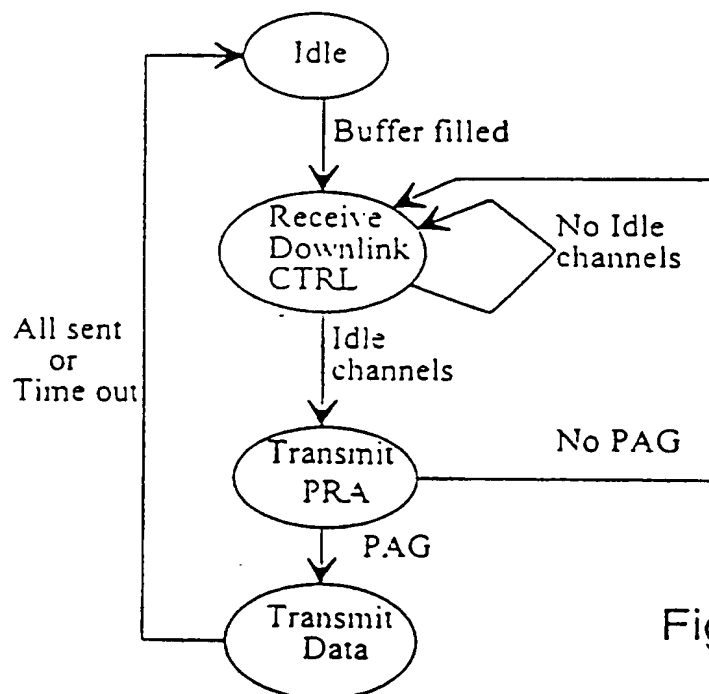 Idle
Buffer filled
Receive
Downlink
CTRL
No Idle
channels
All sent
or
Time out
Idle
channels
Transmit
PRA
No PAG
PAG
Transmit
Data
Fig